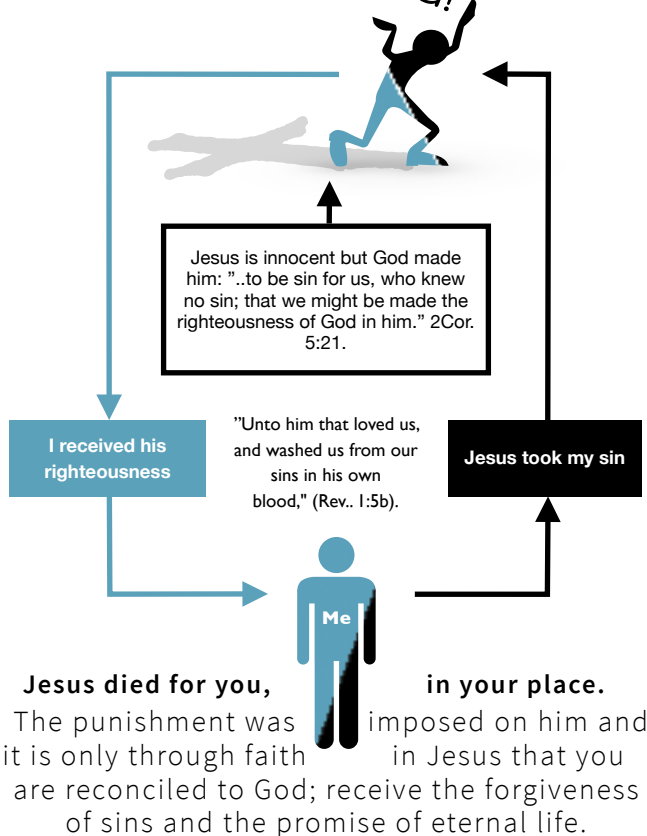 Jesus is innocent but God made
him: ”..to be sin for us, who knew
no sin; that we might be made the
righteousness of God in him.” 2Cor.
5:21.
I received his
righteousness
”Unto him that loved us,
and washed us from our
sins in his own
blood," (Rev.. 1:5b).
Jesus took my sin
Me
Jesus died for you, in your place.
The punishment was imposed on him and
it is only through faith in Jesus that you
are reconciled to God; receive the forgiveness
of sins and the promise of eternal life.